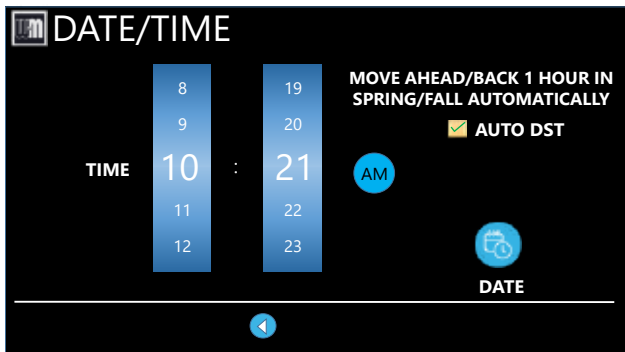 DATE/TIME
MOVE AHEAD/BACK 1 HOUR IN
SPRING/FALL AUTOMATICALLY
AUTO DST
8 19
9 20
TIME 10 : 21 AM
11 22
12 23
DATE